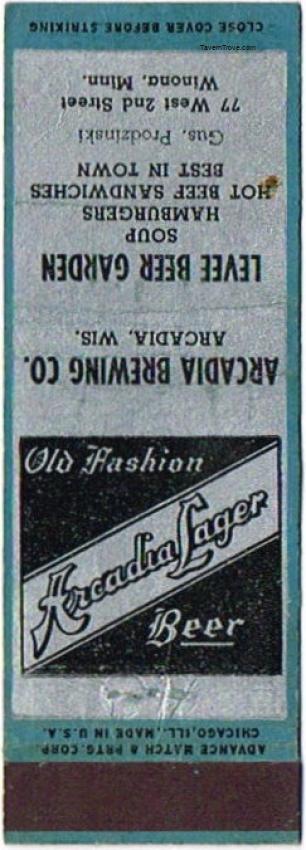 Old Fashion
Arcadia Lager
Beer
ARCADIA BREWING CO.
ARCADIA, WIS.
LEVEE BEER GARDEN
SOUP
HAMBURGERS
HOT BEEF SANDWICHES
BEST IN TOWN
Gus. Prodzinski
77 West 2nd Street
Winona, Minn.
CLOSE COVER BEFORE STRIKING
TavernTrove.com
ADVANCE MATCH & PRTG. CORP.
CHICAGO, ILL., MADE IN U.S.A.